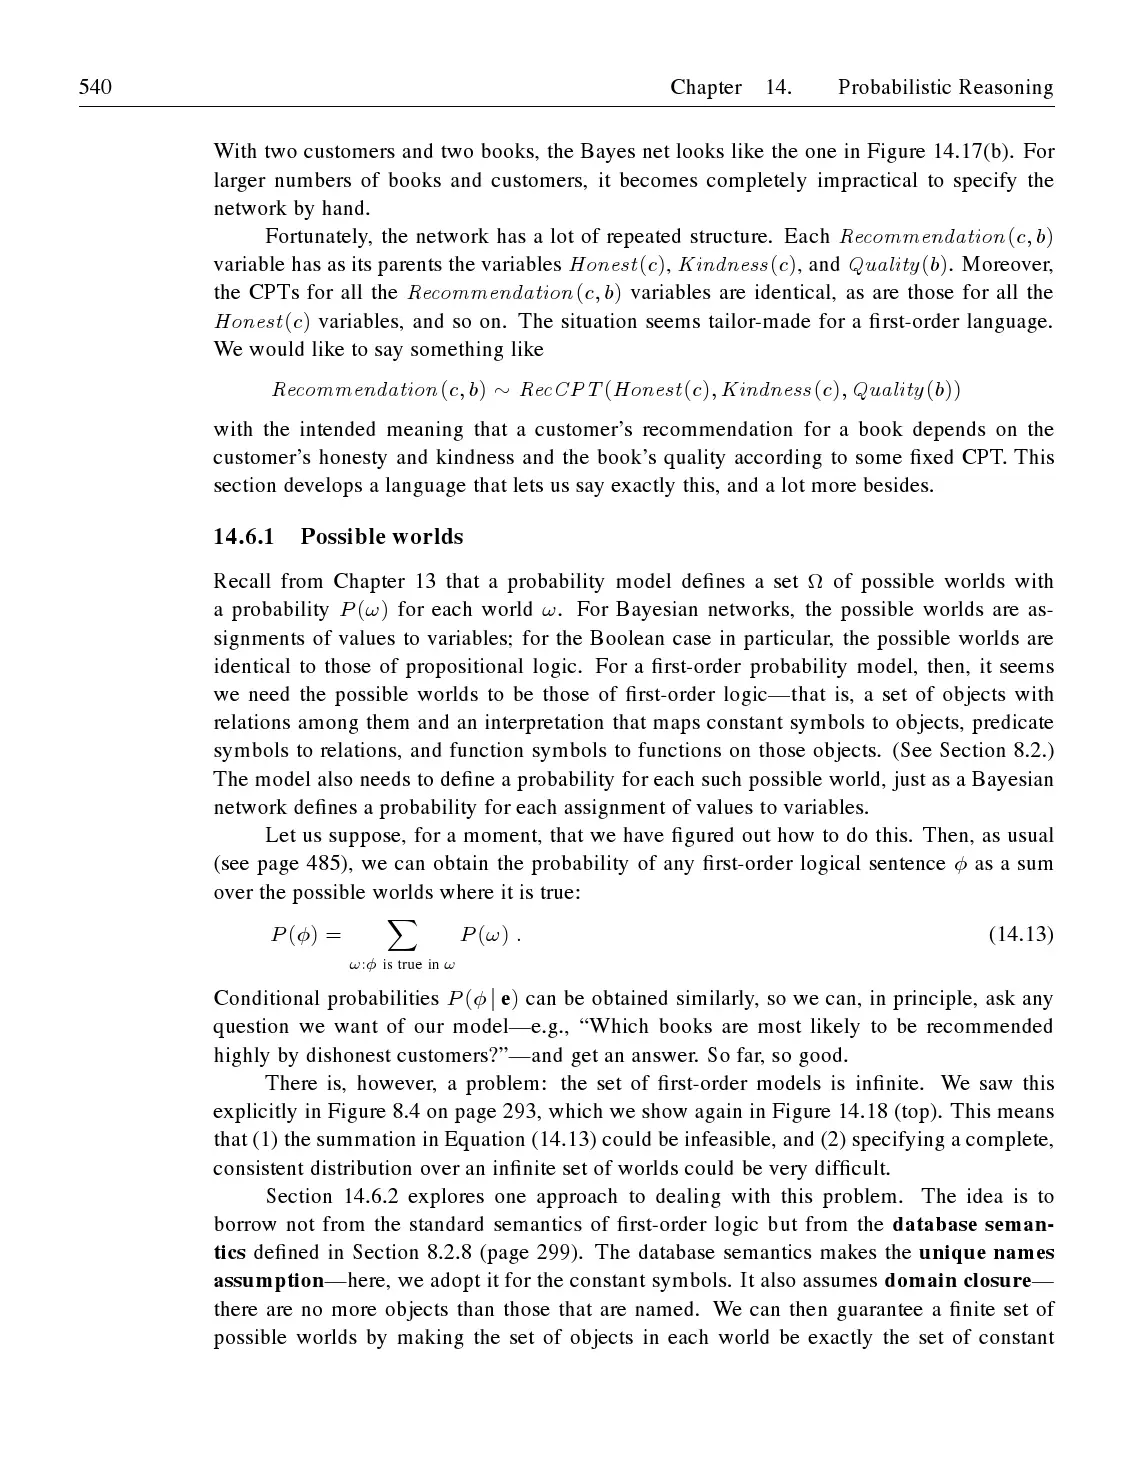 540 Chapter 14. Probabilistic Reasoning
With two customers and two books, the Bayes net looks like the one in Figure 14.17(b). For
larger numbers of books and customers, it becomes completely impractical to specify the
network by hand.
Fortunately, the network has a lot of repeated structure. Each Recommendation(c, b)
variable has as its parents the variables Honest(c), Kindness(c), and Quality(b). Moreover,
the CPTs for all the Recommendation(c, b) variables are identical, as are those for all the
Honest(c) variables, and so on. The situation seems tailor-made for a first-order language.
We would like to say something like
Recommendation(c, b) ∼ RecCPT(Honest(c), Kindness(c), Quality(b))
with the intended meaning that a customer's recommendation for a book depends on the
customer's honesty and kindness and the book's quality according to some fixed CPT. This
section develops a language that lets us say exactly this, and a lot more besides.
14.6.1 Possible worlds
Recall from Chapter 13 that a probability model defines a set Ω of possible worlds with
a probability P(ω) for each world ω. For Bayesian networks, the possible worlds are as-
signments of values to variables; for the Boolean case in particular, the possible worlds are
identical to those of propositional logic. For a first-order probability model, then, it seems
we need the possible worlds to be those of first-order logic—that is, a set of objects with
relations among them and an interpretation that maps constant symbols to objects, predicate
symbols to relations, and function symbols to functions on those objects. (See Section 8.2.)
The model also needs to define a probability for each such possible world, just as a Bayesian
network defines a probability for each assignment of values to variables.
Let us suppose, for a moment, that we have figured out how to do this. Then, as usual
(see page 485), we can obtain the probability of any first-order logical sentence ϕ as a sum
over the possible worlds where it is true:
P(ϕ) = ∑ P(ω) . (14.13)
ω:ϕ is true in ω
Conditional probabilities P(ϕ | e) can be obtained similarly, so we can, in principle, ask any
question we want of our model—e.g., “Which books are most likely to be recommended
highly by dishonest customers?”—and get an answer. So far, so good.
There is, however, a problem: the set of first-order models is infinite. We saw this
explicitly in Figure 8.4 on page 293, which we show again in Figure 14.18 (top). This means
that (1) the summation in Equation (14.13) could be infeasible, and (2) specifying a complete,
consistent distribution over an infinite set of worlds could be very difficult.
Section 14.6.2 explores one approach to dealing with this problem. The idea is to
borrow not from the standard semantics of first-order logic but from the database seman-
tics defined in Section 8.2.8 (page 299). The database semantics makes the unique names
assumption—here, we adopt it for the constant symbols. It also assumes domain closure—
there are no more objects than those that are named. We can then guarantee a finite set of
possible worlds by making the set of objects in each world be exactly the set of constant